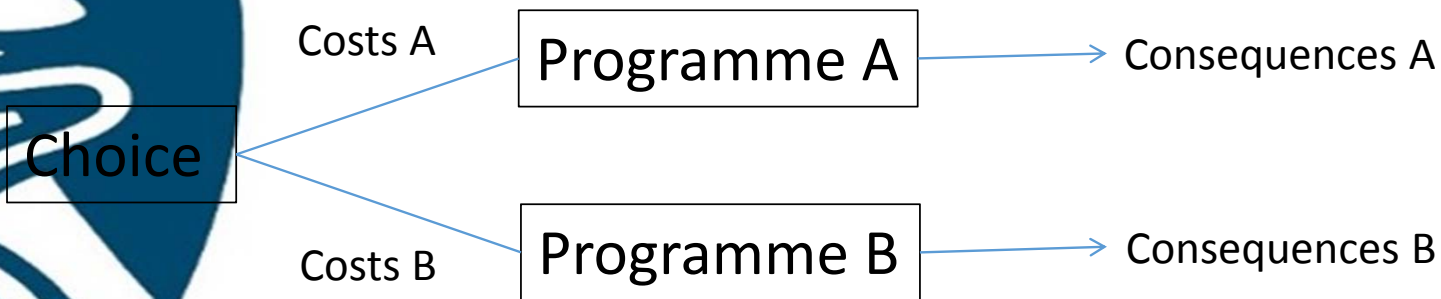 Costs A
Programme A
Consequences A
Choice
Costs B
Programme B
Consequences B